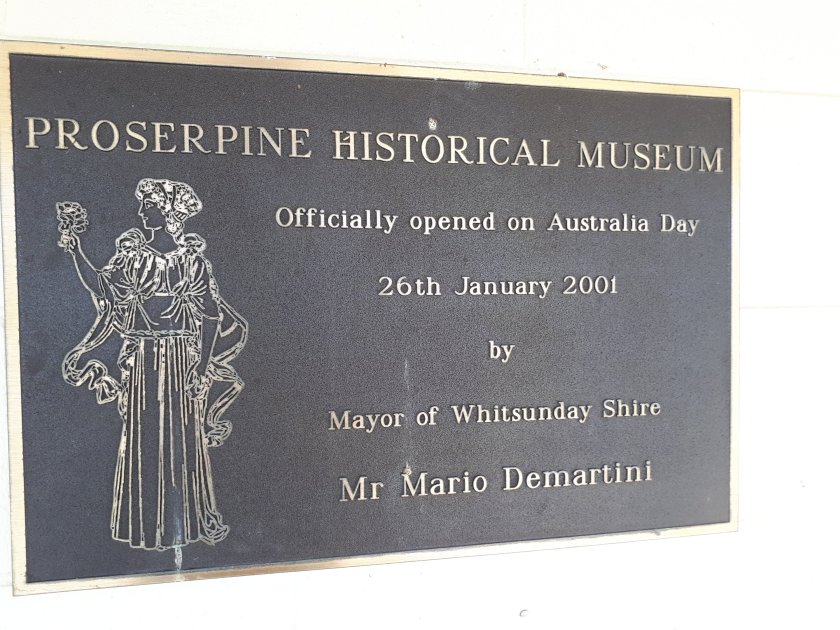 PROSERPINE HISTORICAL MUSEUM
Officially opened on Australia Day
26th January 2001
by
Mayor of Whitsunday Shire
Mr Mario Demartini